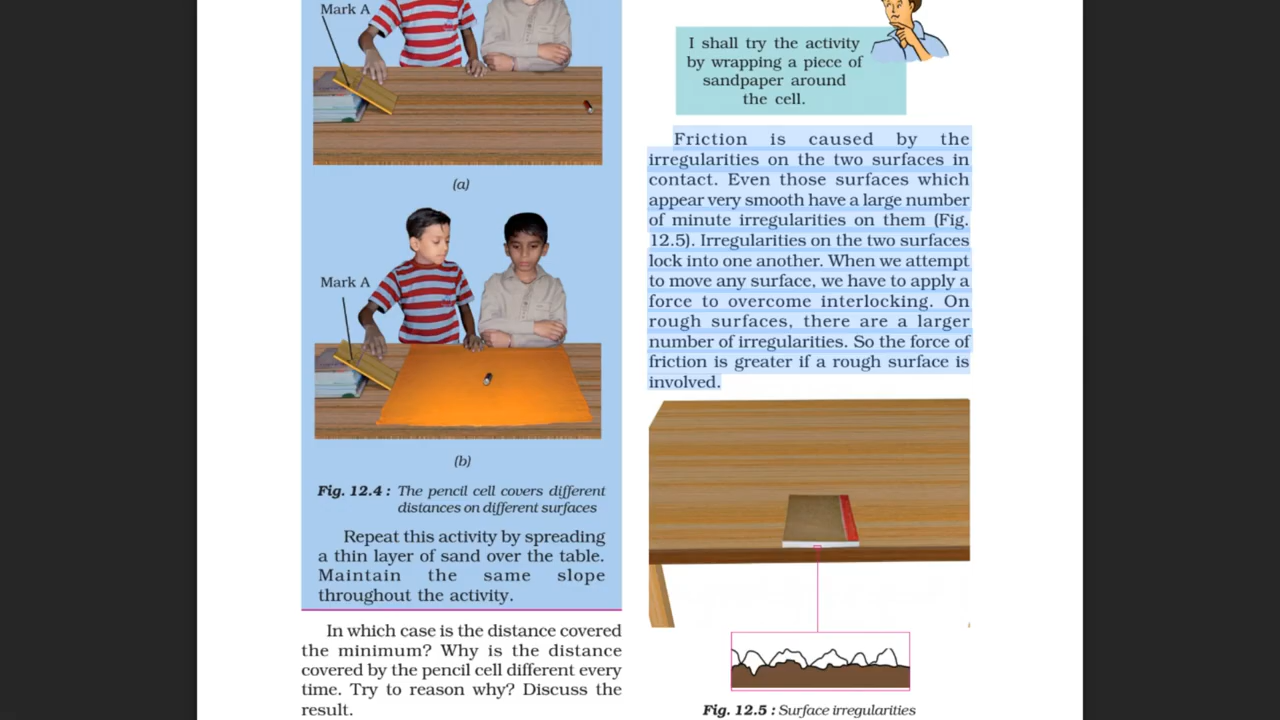 Mark A
(a)
Mark A
(b)
Fig. 12.4 : The pencil cell covers different
distances on different surfaces
Repeat this activity by spreading
a thin layer of sand over the table.
Maintain the same slope
throughout the activity.
In which case is the distance covered
the minimum? Why is the distance
covered by the pencil cell different every
time. Try to reason why? Discuss the
result.
I shall try the activity
by wrapping a piece of
sandpaper around
the cell.
Friction is caused by the
irregularities on the two surfaces in
contact. Even those surfaces which
appear very smooth have a large number
of minute irregularities on them (Fig.
12.5). Irregularities on the two surfaces
lock into one another. When we attempt
to move any surface, we have to apply a
force to overcome interlocking. On
rough surfaces, there are a larger
number of irregularities. So the force of
friction is greater if a rough surface is
involved.
Fig. 12.5 : Surface irregularities